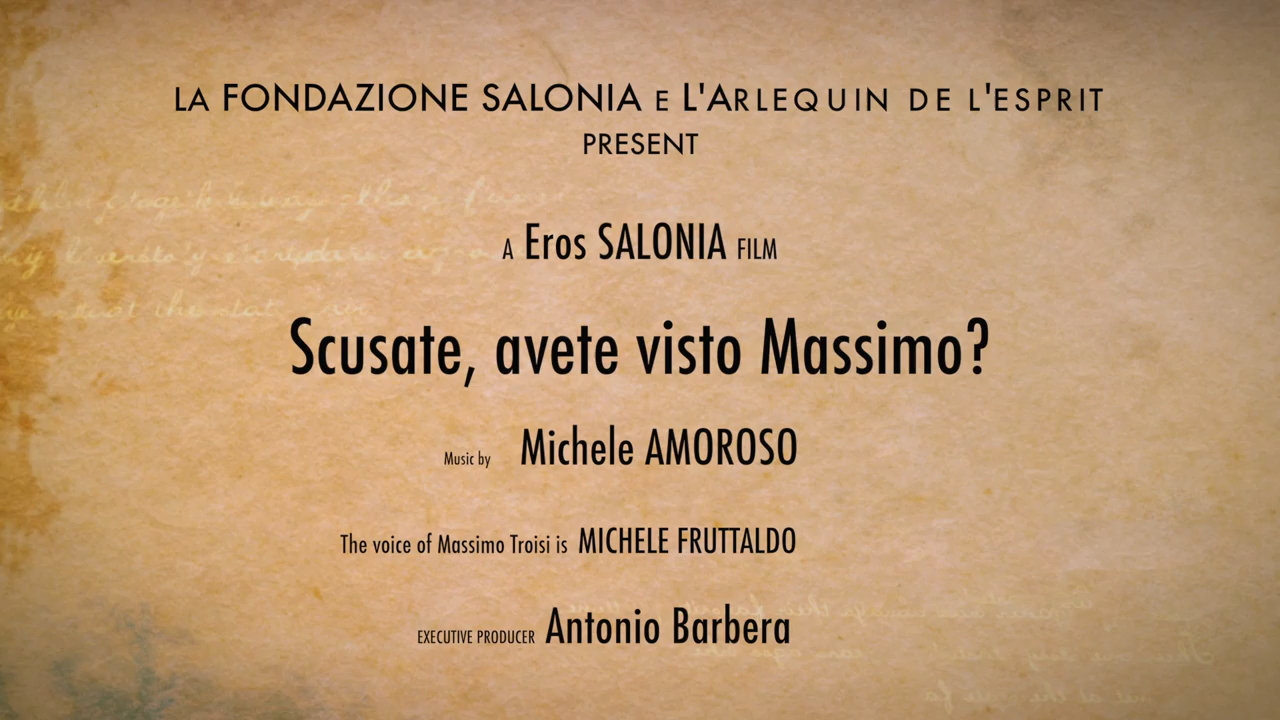 LA FONDAZIONE SALONIA E L'ARLEQUIN DE L'ESPRIT
PRESENT
A Eros SALONIA FILM
Scusate, avete visto Massimo?
Music by Michele AMOROSO
The voice of Massimo Troisi is MICHELE FRUTTALDO
EXECUTIVE PRODUCER Antonio Barbera